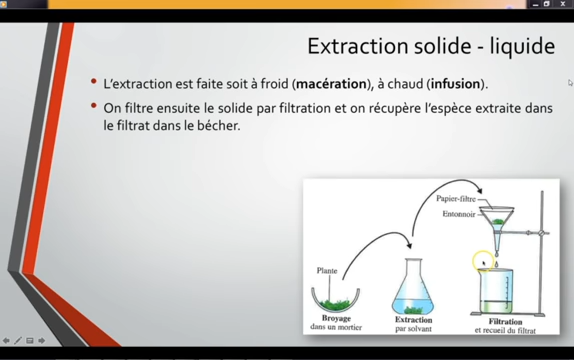 Extraction solide - liquide
• L'extraction est faite soit à froid (macération), à chaud (infusion).
• On filtre ensuite le solide par filtration et on récupère l'espèce extraite dans
le filtrat dans le bécher.
Papier-filtre
Entonnoir
Plante
Broyage
dans un mortier
Extraction
par solvant
Filtration
et recueil du filtrat